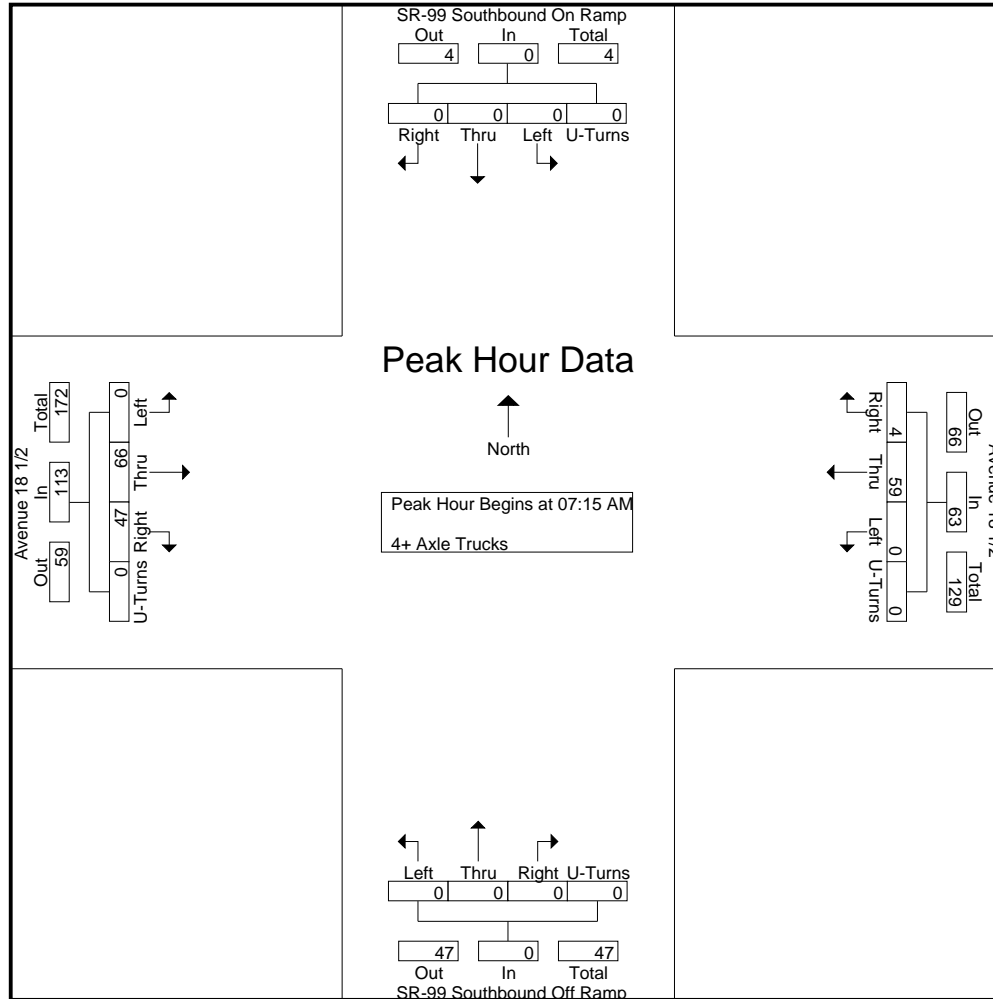 SR-99 Southbound On Ramp
Out In Total
4 0 4
0 0 0 0
Right Thru Left U-Turns
Peak Hour Data
North
Peak Hour Begins at 07:15 AM
4+ Axle Trucks
Avenue 18 1/2
Total In Out
172 113 59
0 66 47 0
Left Thru Right U-Turns
Avenue 18 1/2
Out In Total
66 63 129
4 59 0 0
Right Thru Left U-Turns
Left Thru Right U-Turns
0 0 0 0
47 0 47
Out In Total
SR-99 Southbound Off Ramp